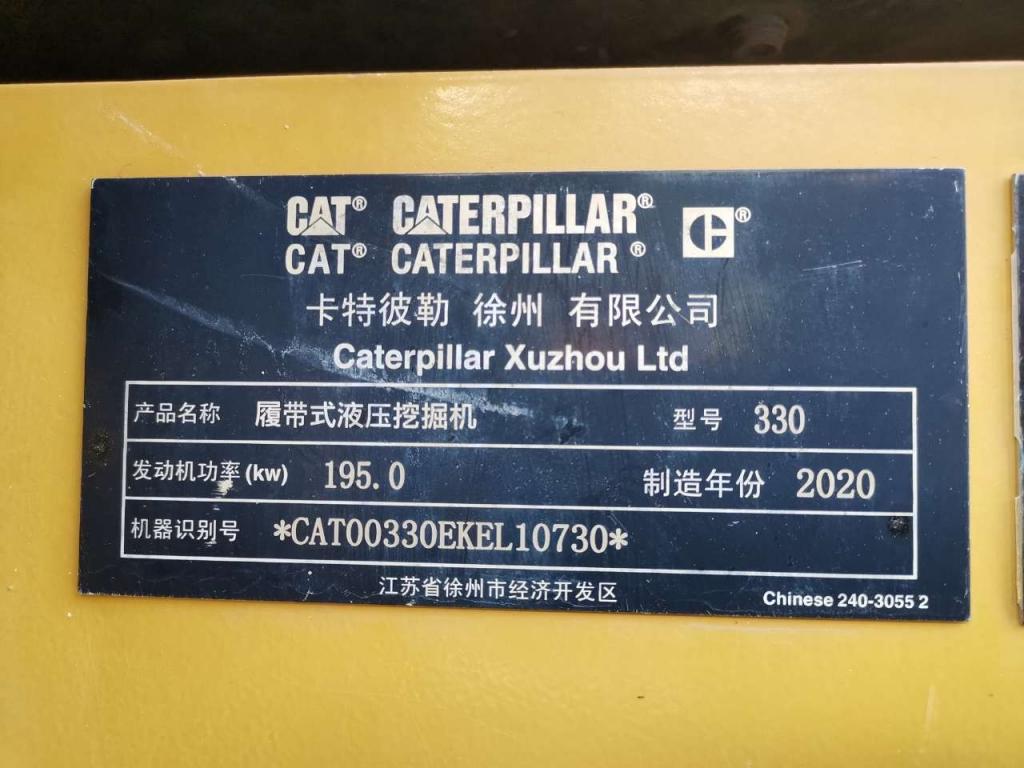 CAT® CATERPILLAR® C®
CAT® CATERPILLAR®
卡特彼勒 徐州 有限公司
Caterpillar Xuzhou Ltd
产品名称 履带式液压挖掘机 型号 330
发动机功率(kw) 195.0 制造年份 2020
机器识别号 *CAT00330EKEL10730*
江苏省徐州市经济开发区
Chinese 240-3055 2